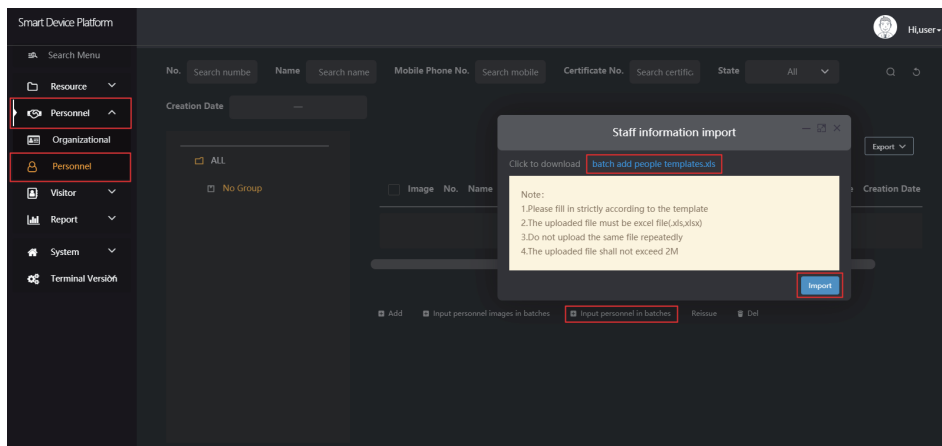 Smart Device Platform
Hi,user
Search Menu
Resource
Personnel
Organizational
Personnel
Visitor
Report
System
Terminal Version
No. Search numbe Name Search name Mobile Phone No. Search mobile Certificate No. Search certific State All
Creation Date —
ALL
No Group
Export
Image No. Name
Creation Date
Staff information import
Click to download batch add people templates.xls
Note:
1.Please fill in strictly according to the template
2.The uploaded file must be excel file(.xls,xlsx)
3.Do not upload the same file repeatedly
4.The uploaded file shall not exceed 2M
Import
Add Input personnel images in batches Input personnel in batches Reissue Del